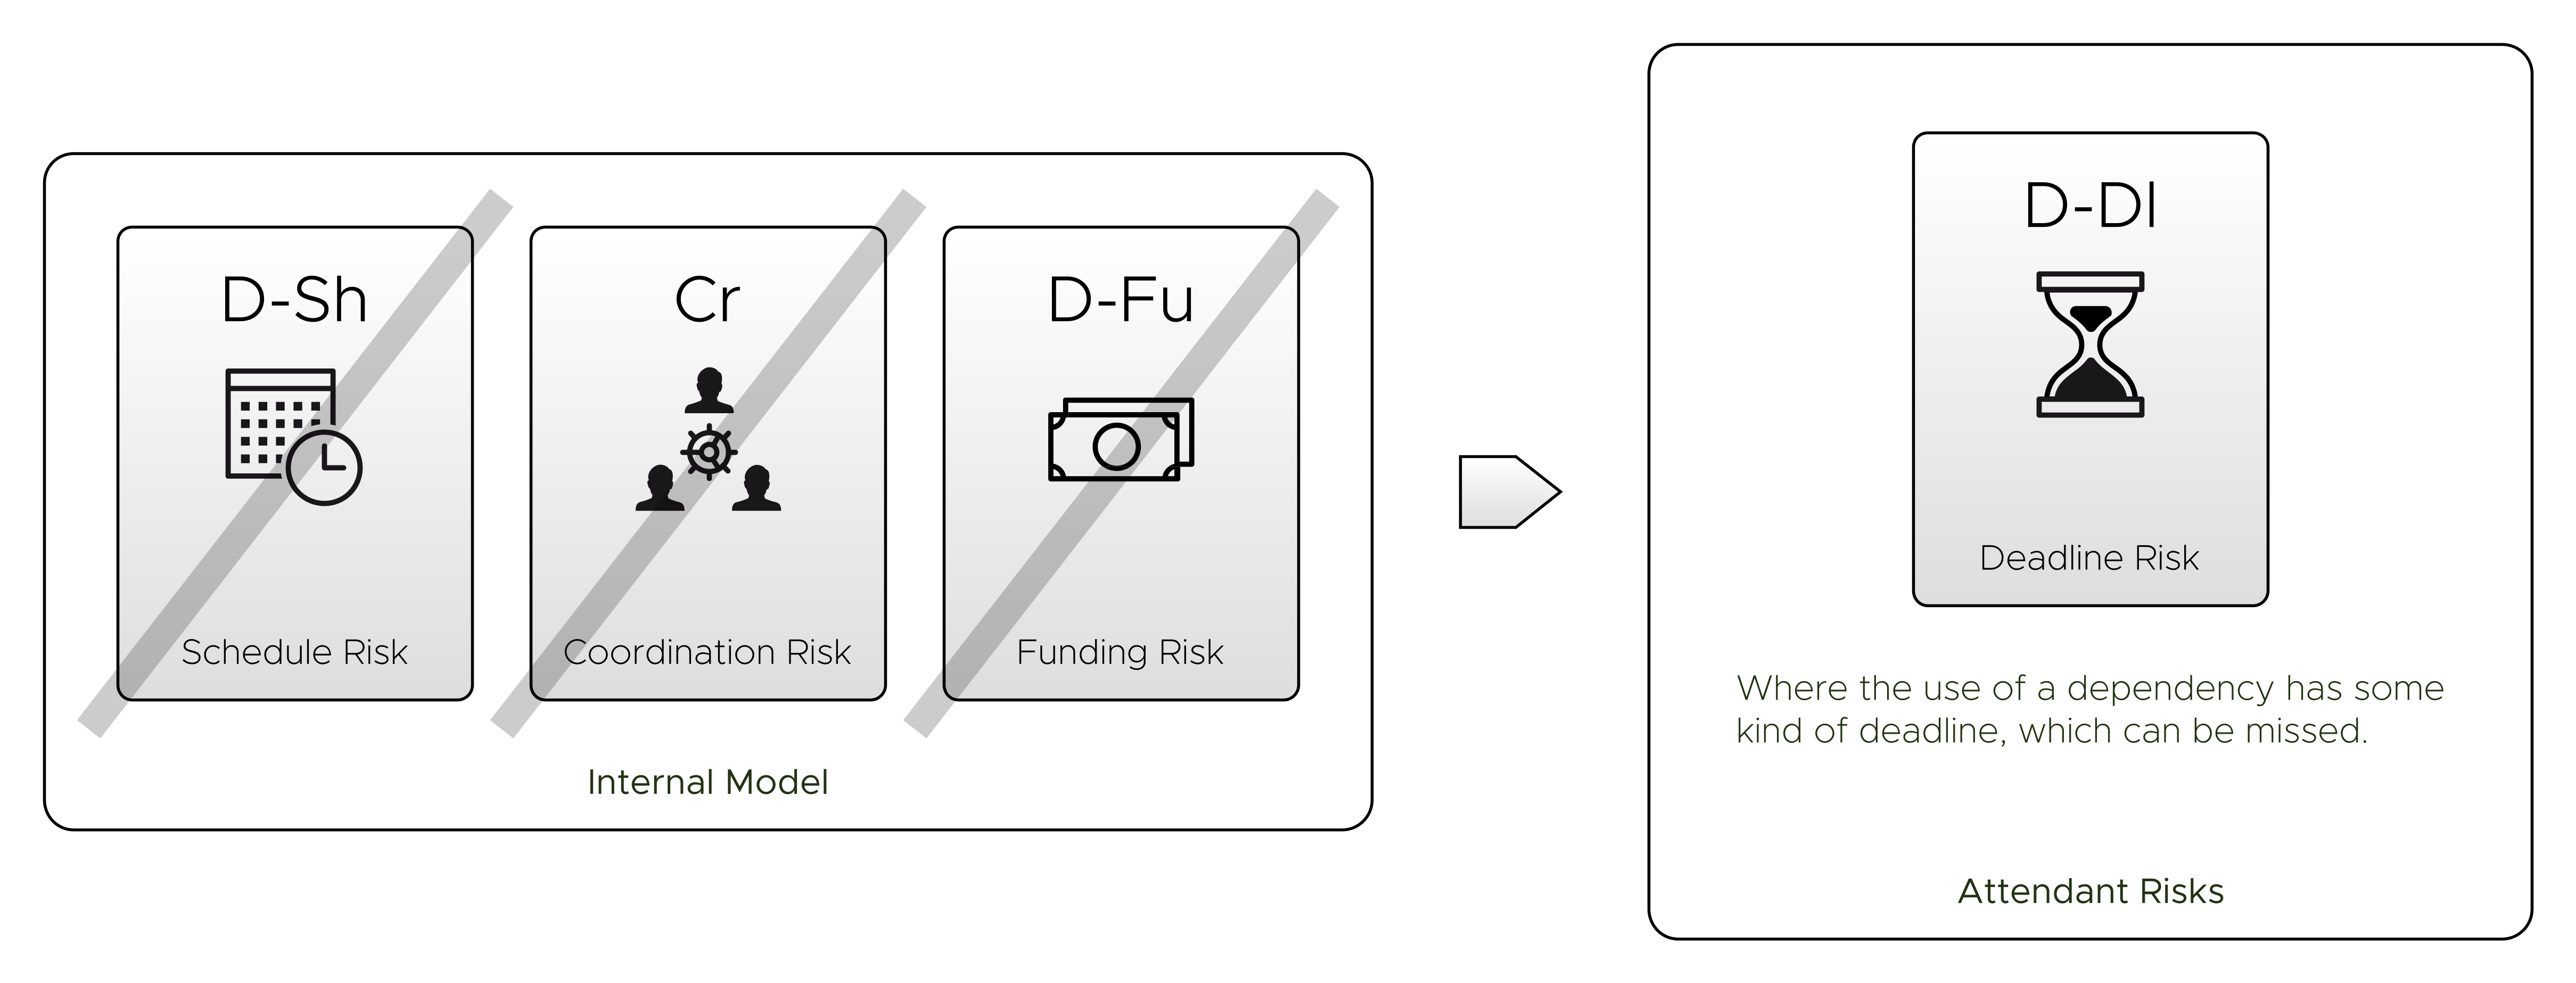 D-Sh
Schedule Risk
Cr
Coordination Risk
D-Fu
Funding Risk
Internal Model
D-Dl
Deadline Risk
Where the use of a dependency has some
kind of deadline, which can be missed.
Attendant Risks